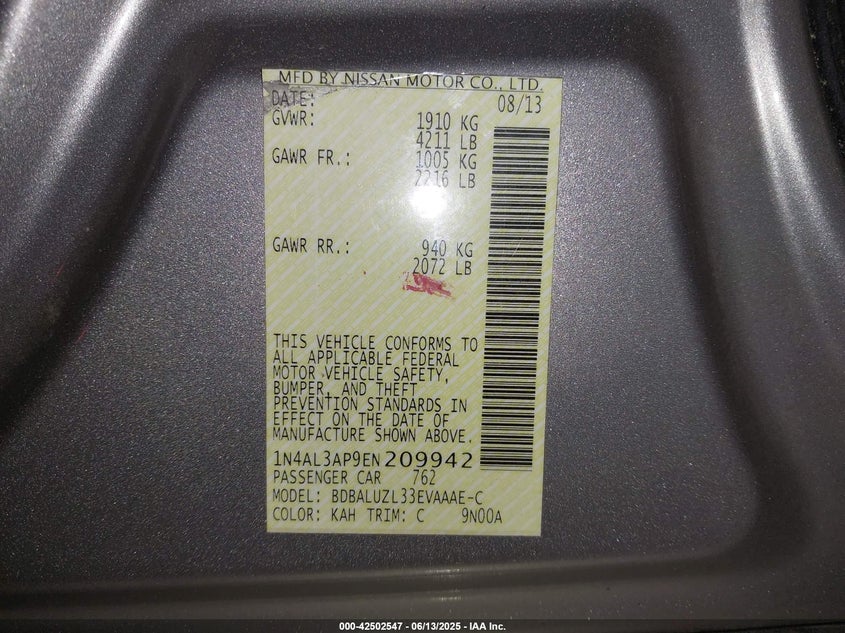 MFD BY NISSAN MOTOR CO., LTD.
DATE: 08/13
GVWR: 1910 KG
4211 LB
GAWR FR.: 1005 KG
2216 LB
GAWR RR.: 940 KG
2072 LB
THIS VEHICLE CONFORMS TO
ALL APPLICABLE FEDERAL
MOTOR VEHICLE SAFETY,
BUMPER, AND THEFT
PREVENTION STANDARDS IN
EFFECT ON THE DATE OF
MANUFACTURE SHOWN ABOVE.
1N4AL3AP9EN209942
PASSENGER CAR 762
MODEL: BDBALUZL33EVAAAE-C
COLOR: KAH TRIM: C 9N00A
000-42502547 - 06/13/2025 - IAA Inc.